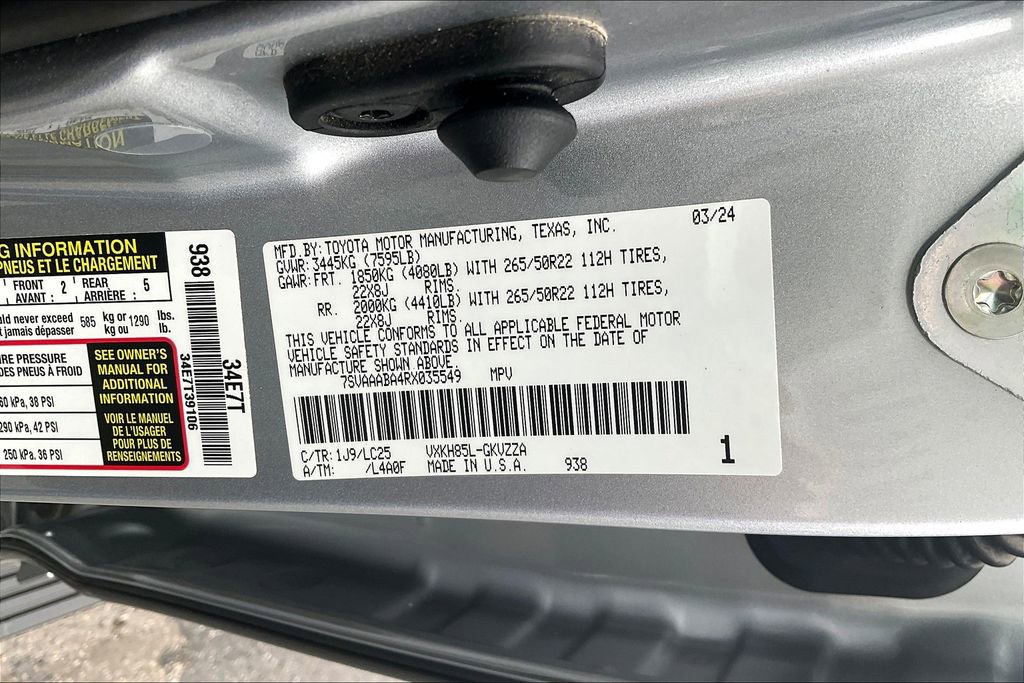 G INFORMATION
PNEUS ET LE CHARGEMENT
FRONT
AVANT : 2
REAR
ARRIÈRE : 5
ld never exceed 585 kg or 1290 lbs.
t jamais dépasser kg ou lb.
IRE PRESSURE
DES PNEUS À FROID
60 kPa, 38 PSI
290 kPa, 42 PSI
250 kPa, 36 PSI
SEE OWNER'S
MANUAL FOR
ADDITIONAL
INFORMATION
VOIR LE MANUEL
DE L'USAGER
POUR PLUS DE
RENSEIGNEMENTS
938
34E7T39106
34E7T
MFD.BY:TOYOTA MOTOR MANUFACTURING, TEXAS, INC. 03/24
GVWR:3445KG (7595LB)
GAWR:FRT. 1850KG (4080LB) WITH 265/50R22 112H TIRES,
22X8J RIMS.
RR. 2000KG (4410LB) WITH 265/50R22 112H TIRES,
22X8J RIMS.
THIS VEHICLE CONFORMS TO ALL APPLICABLE FEDERAL MOTOR
VEHICLE SAFETY STANDARDS IN EFFECT ON THE DATE OF
MANUFACTURE SHOWN ABOVE.
7SVAAABA4RX035549 MPV
C/TR:1J9/LC25 VXKH85L-GKVZZA
A/TM: /L4A0F MADE IN U.S.A. 938
1